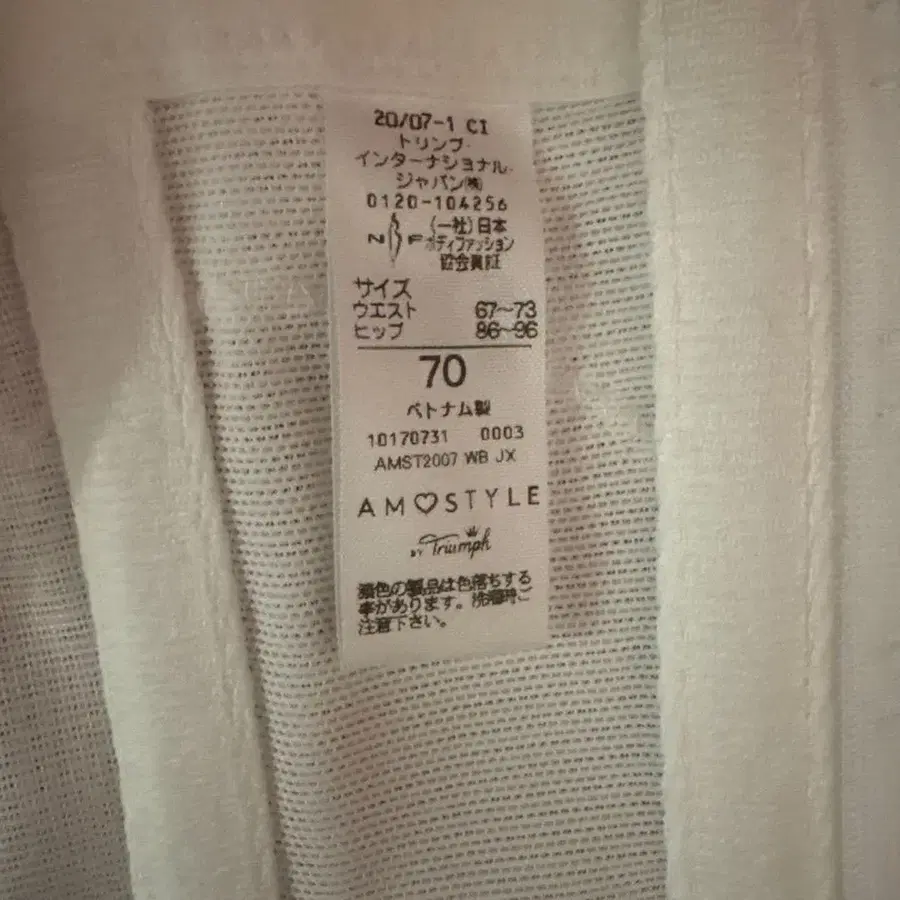 20/07-1 CI
トリンプ・
インターナショナル・
ジャパン㈱
0120-104256
N F (一社)日本
ボディファッション
協会員証
サイズ
ウエスト 67〜73
ヒップ 86〜96
70
ベトナム製
10170731 0003
AMST2007 WB JX
AMO♡STYLE
BY Triumph
濃色の製品は色落ちする
事があります。洗濯時ご
注意下さい。